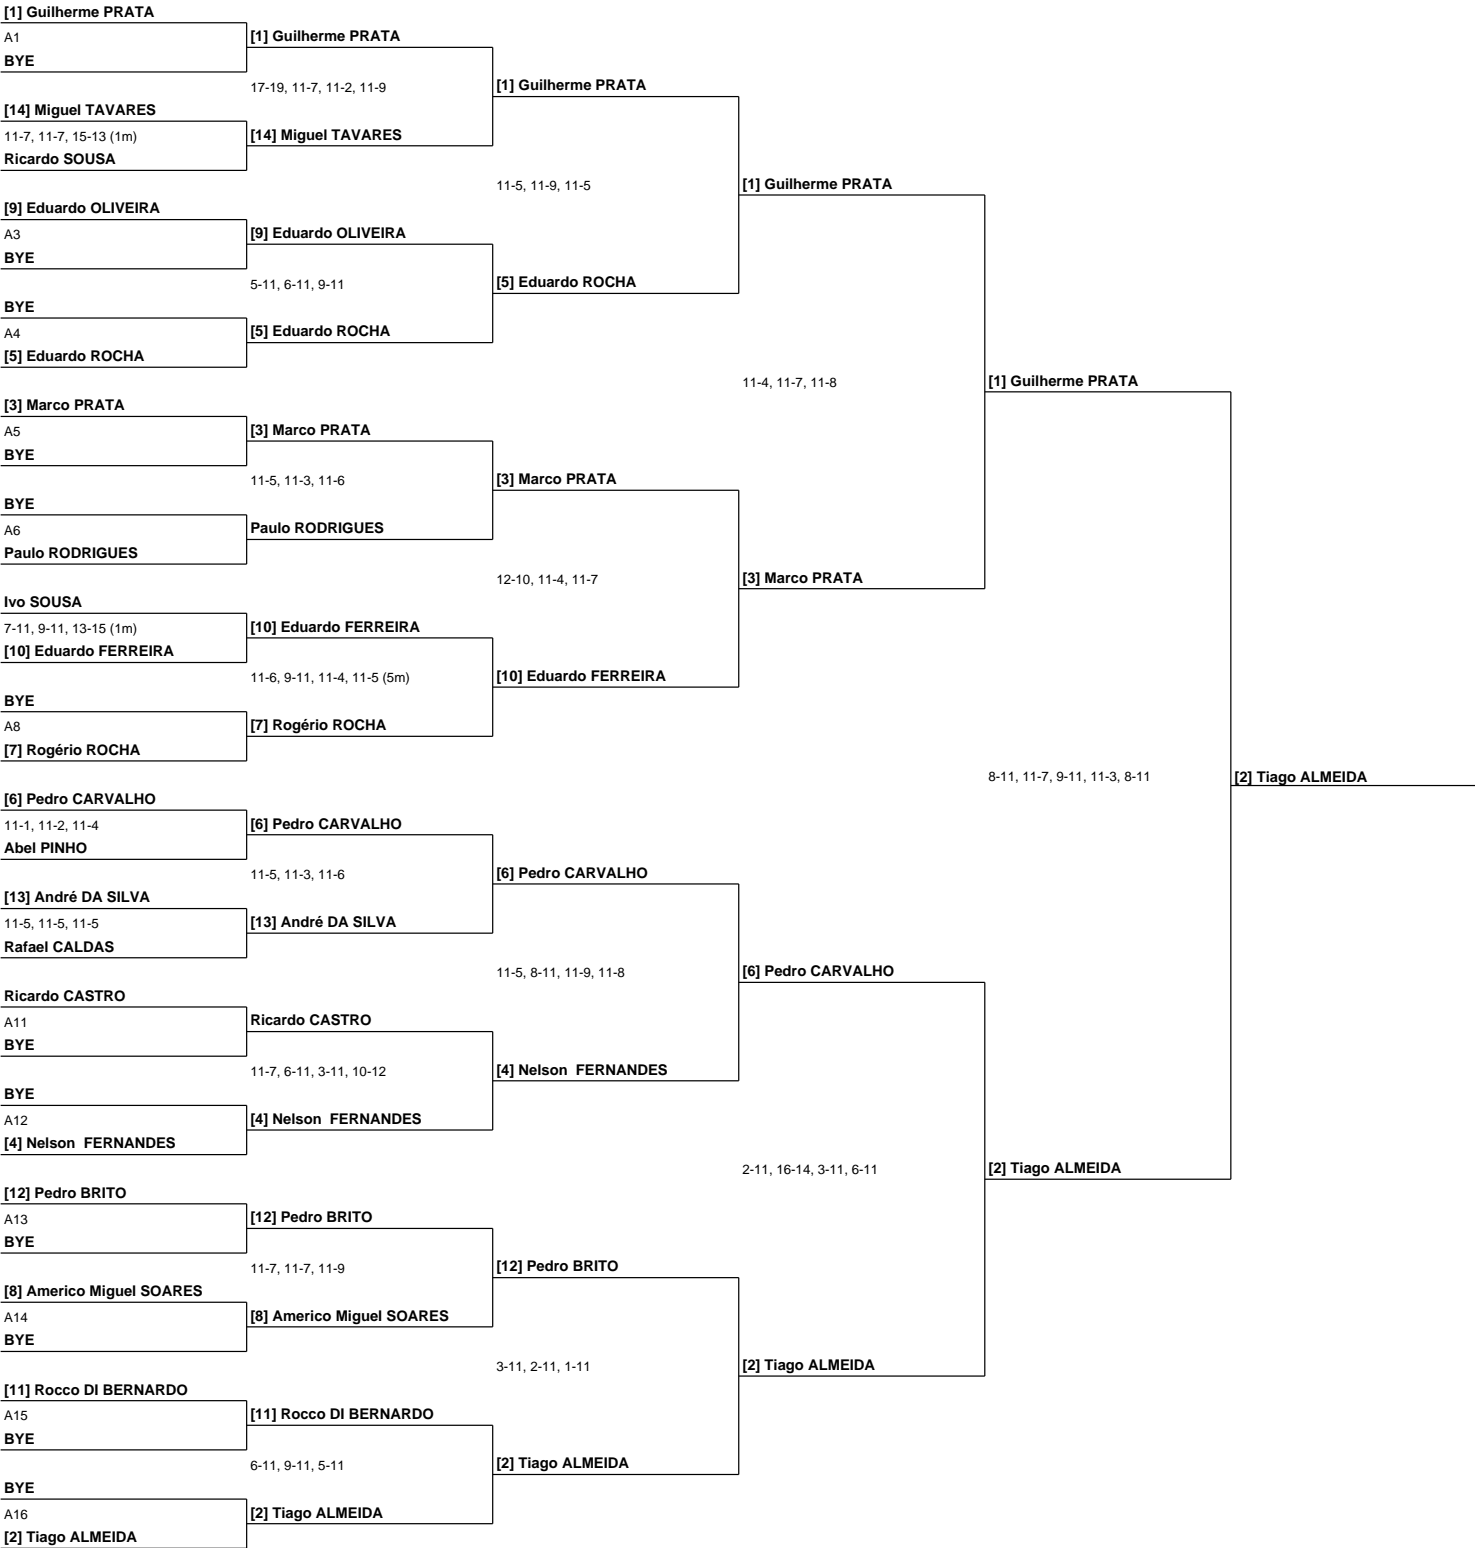 [1] Guilherme PRATA
A1
BYE
[14] Miguel TAVARES
11-7, 11-7, 15-13 (1m)
Ricardo SOUSA
[9] Eduardo OLIVEIRA
A3
BYE
BYE
A4
[5] Eduardo ROCHA
[3] Marco PRATA
A5
BYE
BYE
A6
Paulo RODRIGUES
Ivo SOUSA
7-11, 9-11, 13-15 (1m)
[10] Eduardo FERREIRA
BYE
A8
[7] Rogério ROCHA
[6] Pedro CARVALHO
11-1, 11-2, 11-4
Abel PINHO
[13] André DA SILVA
11-5, 11-5, 11-5
Rafael CALDAS
Ricardo CASTRO
A11
BYE
BYE
A12
[4] Nelson  FERNANDES
[12] Pedro BRITO
A13
BYE
[8] Americo Miguel SOARES
A14
BYE
[11] Rocco DI BERNARDO
A15
BYE
BYE
A16
[2] Tiago ALMEIDA
[1] Guilherme PRATA
17-19, 11-7, 11-2, 11-9
[14] Miguel TAVARES
[9] Eduardo OLIVEIRA
5-11, 6-11, 9-11
[5] Eduardo ROCHA
[3] Marco PRATA
11-5, 11-3, 11-6
Paulo RODRIGUES
[10] Eduardo FERREIRA
11-6, 9-11, 11-4, 11-5 (5m)
[7] Rogério ROCHA
[6] Pedro CARVALHO
11-5, 11-3, 11-6
[13] André DA SILVA
Ricardo CASTRO
11-7, 6-11, 3-11, 10-12
[4] Nelson  FERNANDES
[12] Pedro BRITO
11-7, 11-7, 11-9
[8] Americo Miguel SOARES
[11] Rocco DI BERNARDO
6-11, 9-11, 5-11
[2] Tiago ALMEIDA
[1] Guilherme PRATA
11-5, 11-9, 11-5
[5] Eduardo ROCHA
[3] Marco PRATA
12-10, 11-4, 11-7
[10] Eduardo FERREIRA
[6] Pedro CARVALHO
11-5, 8-11, 11-9, 11-8
[4] Nelson  FERNANDES
[12] Pedro BRITO
3-11, 2-11, 1-11
[2] Tiago ALMEIDA
[1] Guilherme PRATA
11-4, 11-7, 11-8
[3] Marco PRATA
[6] Pedro CARVALHO
2-11, 16-14, 3-11, 6-11
[2] Tiago ALMEIDA
[1] Guilherme PRATA
8-11, 11-7, 9-11, 11-3, 8-11
[2] Tiago ALMEIDA
[2] Tiago ALMEIDA